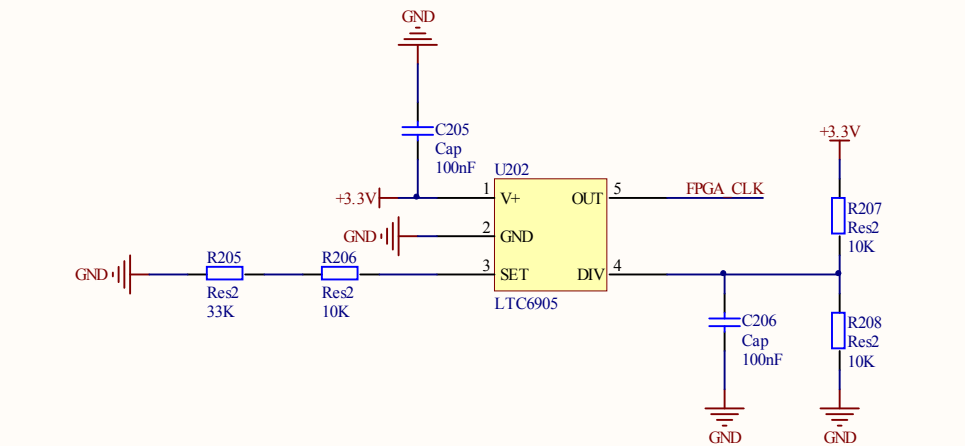 GND
C205
Cap
100nF
+3.3V
U202
+3.3V
1
V+
OUT
5
FPGA_CLK
R207
Res2
10K
GND
2
GND
GND
R205
R206
3
SET
DIV
4
Res2
33K
Res2
10K
LTC6905
C206
Cap
100nF
R208
Res2
10K
GND
GND